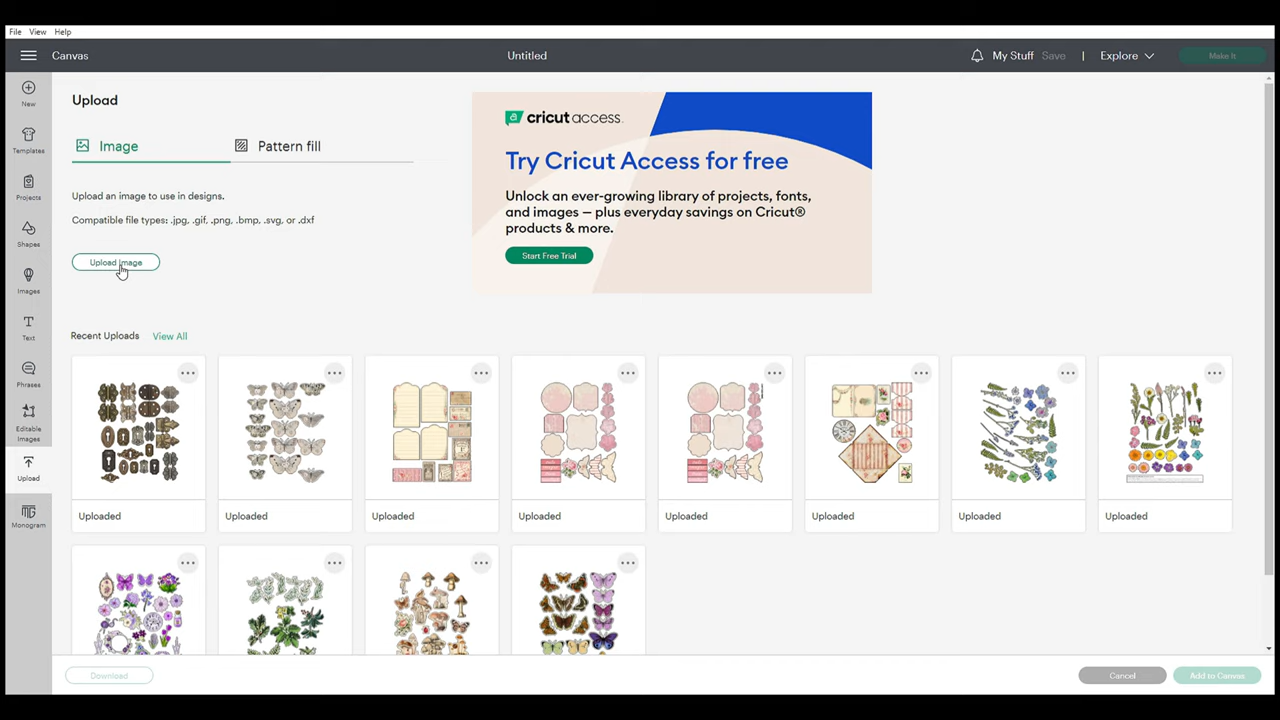 File View Help
Canvas
Untitled
My Stuff Save | Explore
Make It
New
Templates
Projects
Shapes
Images
Text
Phrases
Editable
Images
Upload
Monogram
Upload
Image
Pattern fill
Upload an image to use in designs.
Compatible file types: .jpg, .gif, .png, .bmp, .svg, or .dxf
Upload Image
cricut access.
Try Cricut Access for free
Unlock an ever-growing library of projects, fonts,
and images – plus everyday savings on Cricut®
products & more.
Start Free Trial
Recent Uploads View All
Uploaded
Uploaded
Uploaded
Uploaded
Uploaded
Uploaded
Uploaded
Uploaded
Download
Cancel
Add to Canvas